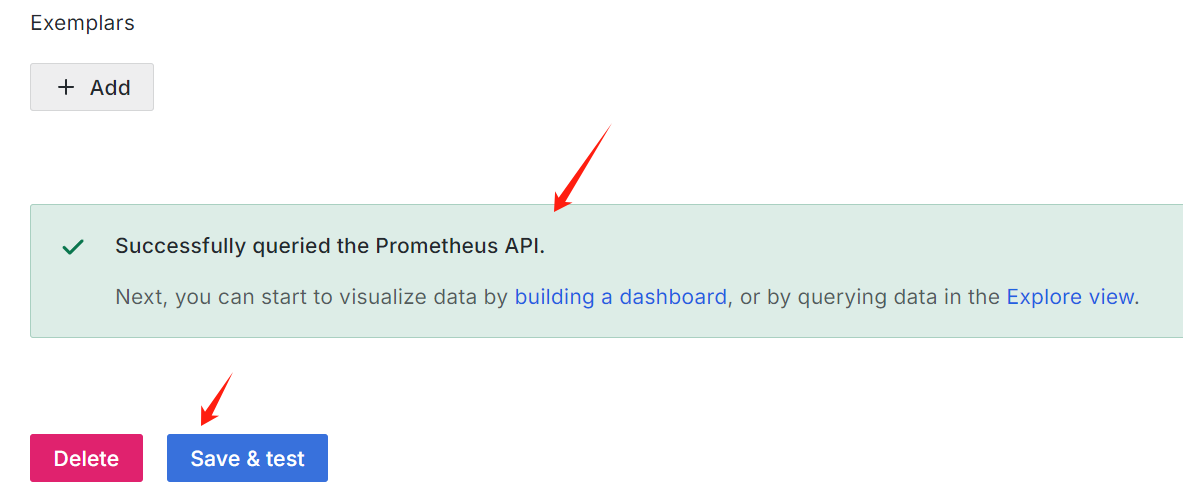 Exemplars
+ Add
Successfully queried the Prometheus API.
Next, you can start to visualize data by building a dashboard, or by querying data in the Explore view.
Delete
Save & test